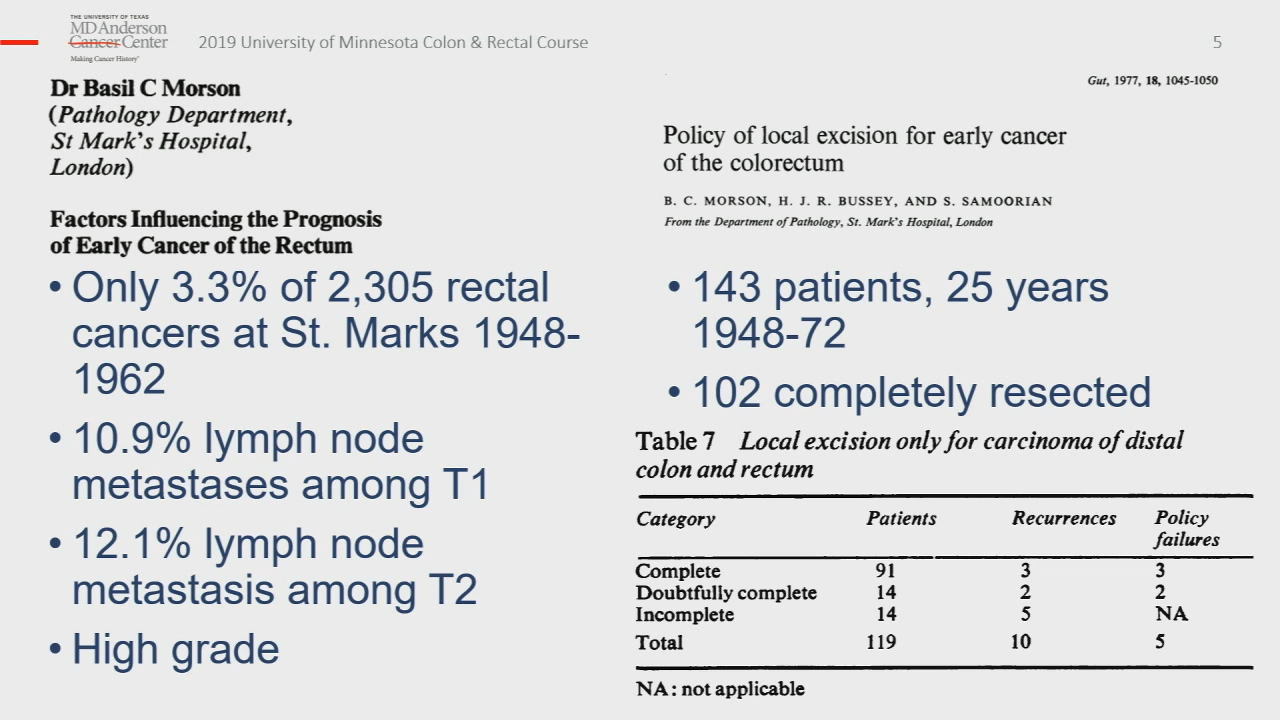 THE UNIVERSITY OF TEXAS
MD Anderson
Cancer Center
Making Cancer History®
2019 University of Minnesota Colon & Rectal Course
5
Dr Basil C Morson
(Pathology Department,
St Mark's Hospital,
London)
Factors Influencing the Prognosis
of Early Cancer of the Rectum
• Only 3.3% of 2,305 rectal
cancers at St. Marks 1948-
1962
• 10.9% lymph node
metastases among T1
• 12.1% lymph node
metastasis among T2
• High grade
Gut, 1977, 18, 1045-1050
Policy of local excision for early cancer
of the colorectum
B. C. MORSON, H. J. R. BUSSEY, AND S. SAMOORIAN
From the Department of Pathology, St. Mark's Hospital, London
• 143 patients, 25 years
1948-72
• 102 completely resected
Table 7 Local excision only for carcinoma of distal
colon and rectum
Category Patients Recurrences Policy
failures
Complete 91 3 3
Doubtfully complete 14 2 2
Incomplete 14 5 NA
Total 119 10 5
NA: not applicable